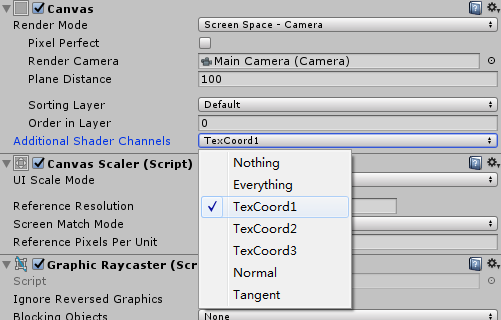 Canvas
Render Mode Screen Space - Camera
Pixel Perfect
Render Camera Main Camera (Camera)
Plane Distance 100
Sorting Layer Default
Order in Layer 0
Additional Shader Channels TexCoord1
Canvas Scaler (Script) Nothing
UI Scale Mode Everything
Reference Resolution TexCoord1
Screen Match Mode TexCoord2
Reference Pixels Per Unit TexCoord3
Graphic Raycaster (Scr Normal
Script
Ignore Reversed Graphics Tangent
Blocking Objects None